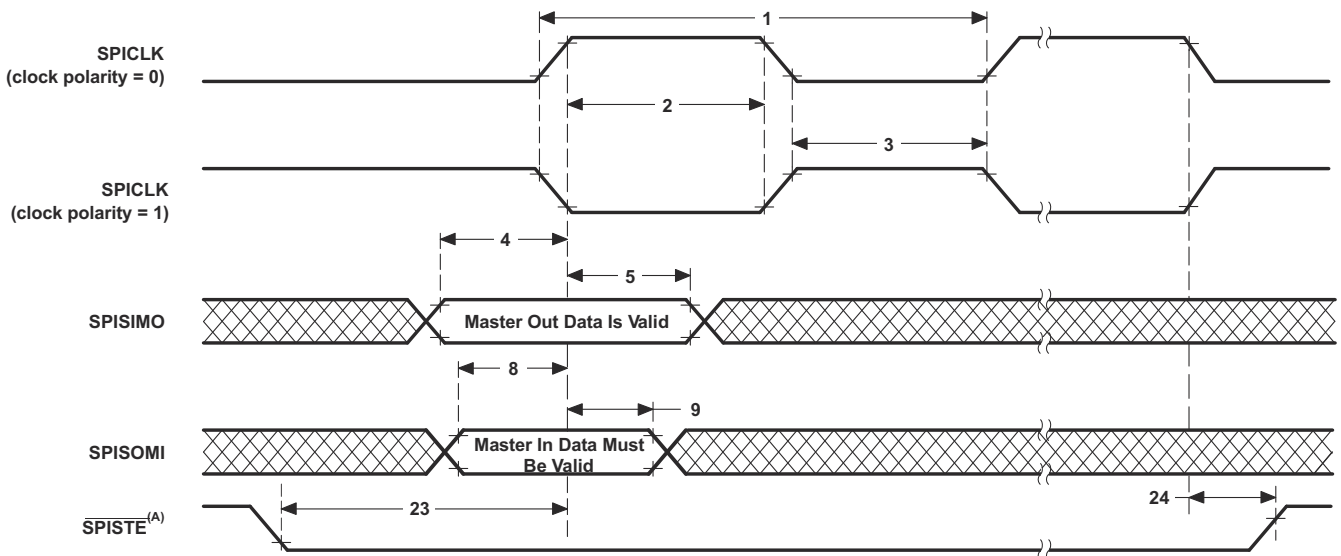 1
SPICLK
(clock polarity = 0)
2
3
SPICLK
(clock polarity = 1)
4
5
SPISIMO
Master Out Data Is Valid
8
9
SPISOMI
Master In Data Must
Be Valid
23
24
SPISTE(A)